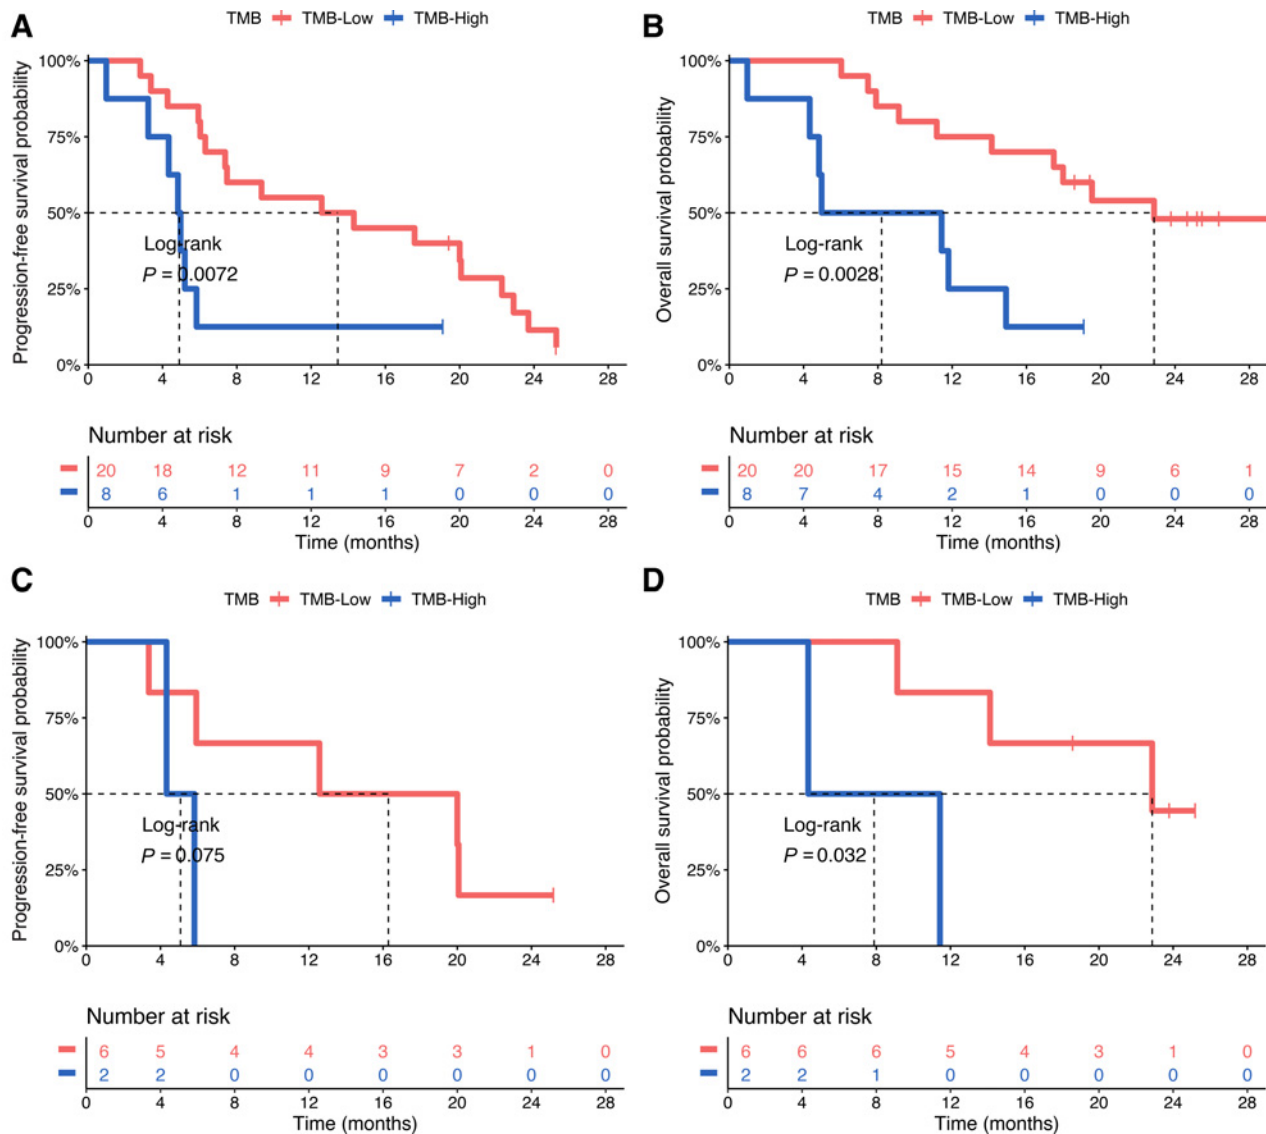 A
TMB TMB-Low TMB-High
Progression-free survival probability
100%
75%
50%
25%
0%
Log-rank
P = 0.0072
0 4 8 12 16 20 24 28
Number at risk
20 18 12 11 9 7 2 0
8 6 1 1 1 0 0 0
0 4 8 12 16 20 24 28
Time (months)
B
TMB TMB-Low TMB-High
Overall survival probability
100%
75%
50%
25%
0%
Log-rank
P = 0.0028
0 4 8 12 16 20 24 28
Number at risk
20 20 17 15 14 9 6 1
8 7 4 2 1 0 0 0
0 4 8 12 16 20 24 28
Time (months)
C
TMB TMB-Low TMB-High
Progression-free survival probability
100%
75%
50%
25%
0%
Log-rank
P = 0.075
0 4 8 12 16 20 24 28
Number at risk
6 5 4 4 3 3 1 0
2 2 0 0 0 0 0 0
0 4 8 12 16 20 24 28
Time (months)
D
TMB TMB-Low TMB-High
Overall survival probability
100%
75%
50%
25%
0%
Log-rank
P = 0.032
0 4 8 12 16 20 24 28
Number at risk
6 6 6 5 4 3 1 0
2 2 1 0 0 0 0 0
0 4 8 12 16 20 24 28
Time (months)